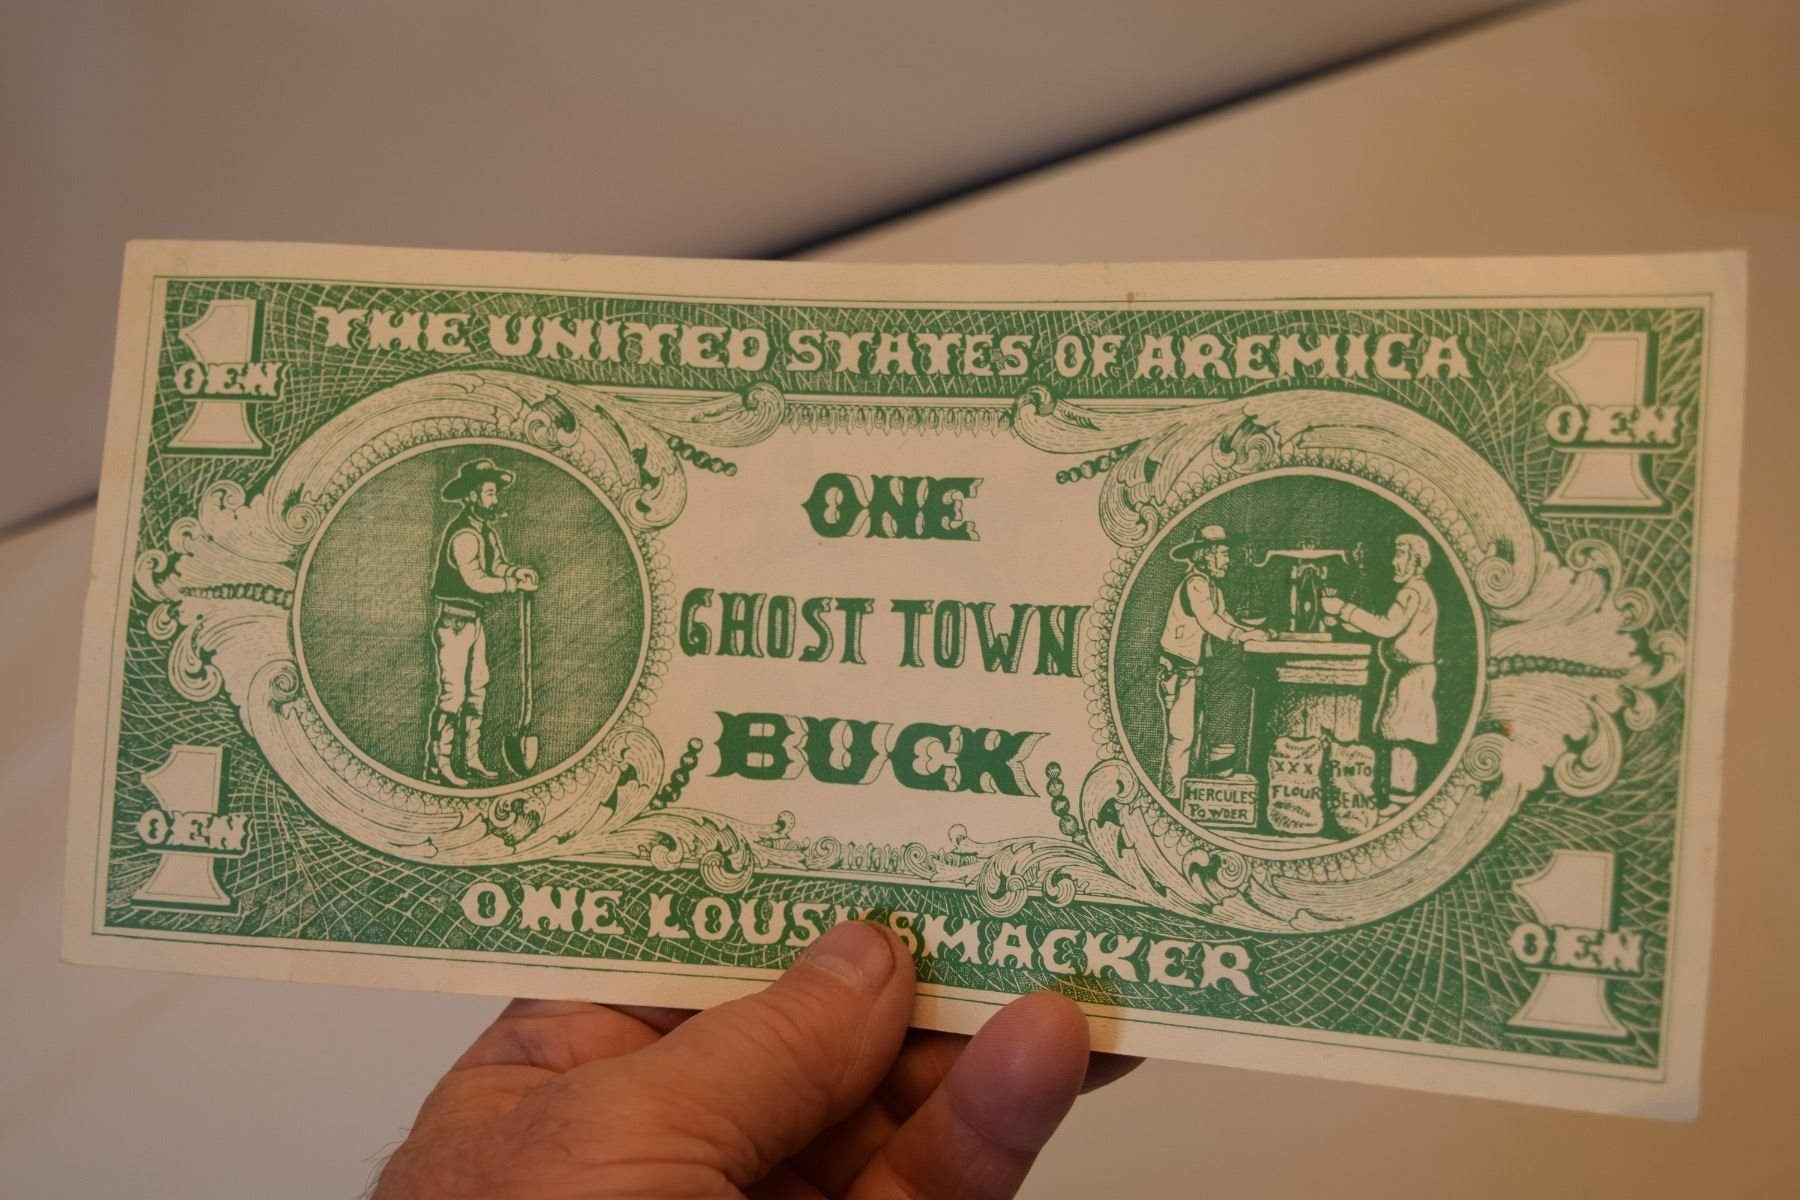 THE UNITED STATES OF AREMICA
1 OEN
1 OEN
ONE
GHOST TOWN
BUCK
HERCULES
POWDER
XXX
FLOUR
PINTO
BEANS
1 OEN
1 OEN
ONE LOUSY SMACKER